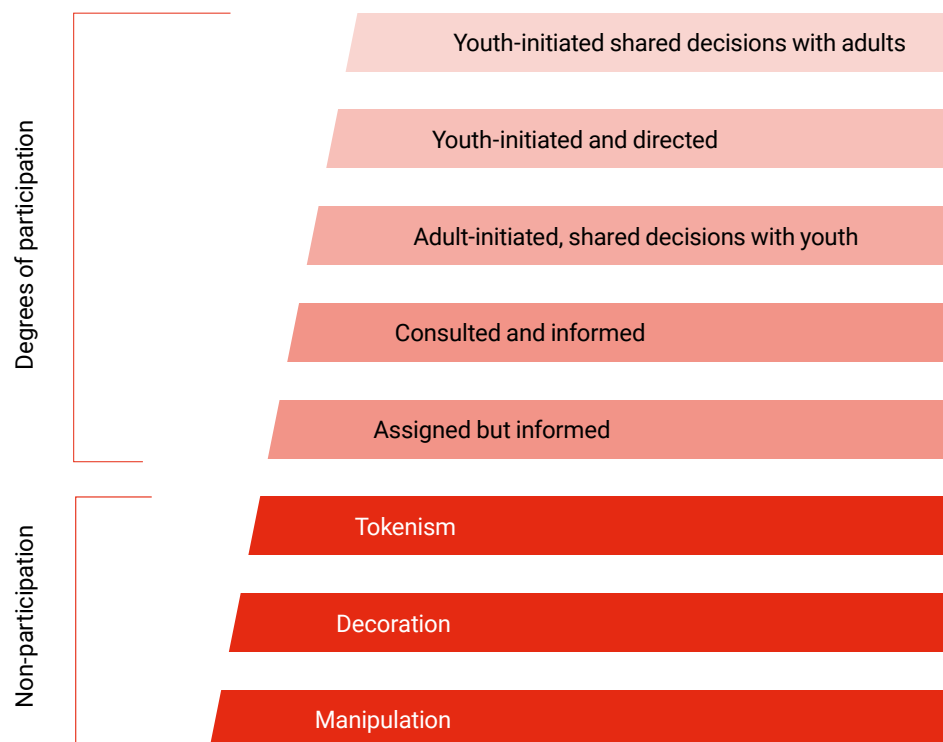 Degrees of participation
Youth-initiated shared decisions with adults
Youth-initiated and directed
Adult-initiated, shared decisions with youth
Consulted and informed
Assigned but informed
Non-participation
Tokenism
Decoration
Manipulation